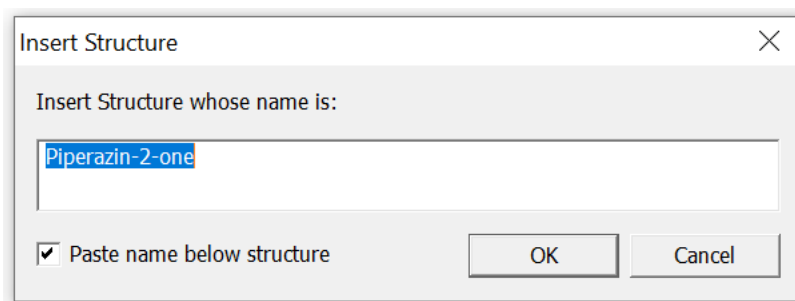 Insert Structure
Insert Structure whose name is:
Piperazin-2-one
Paste name below structure
OK
Cancel